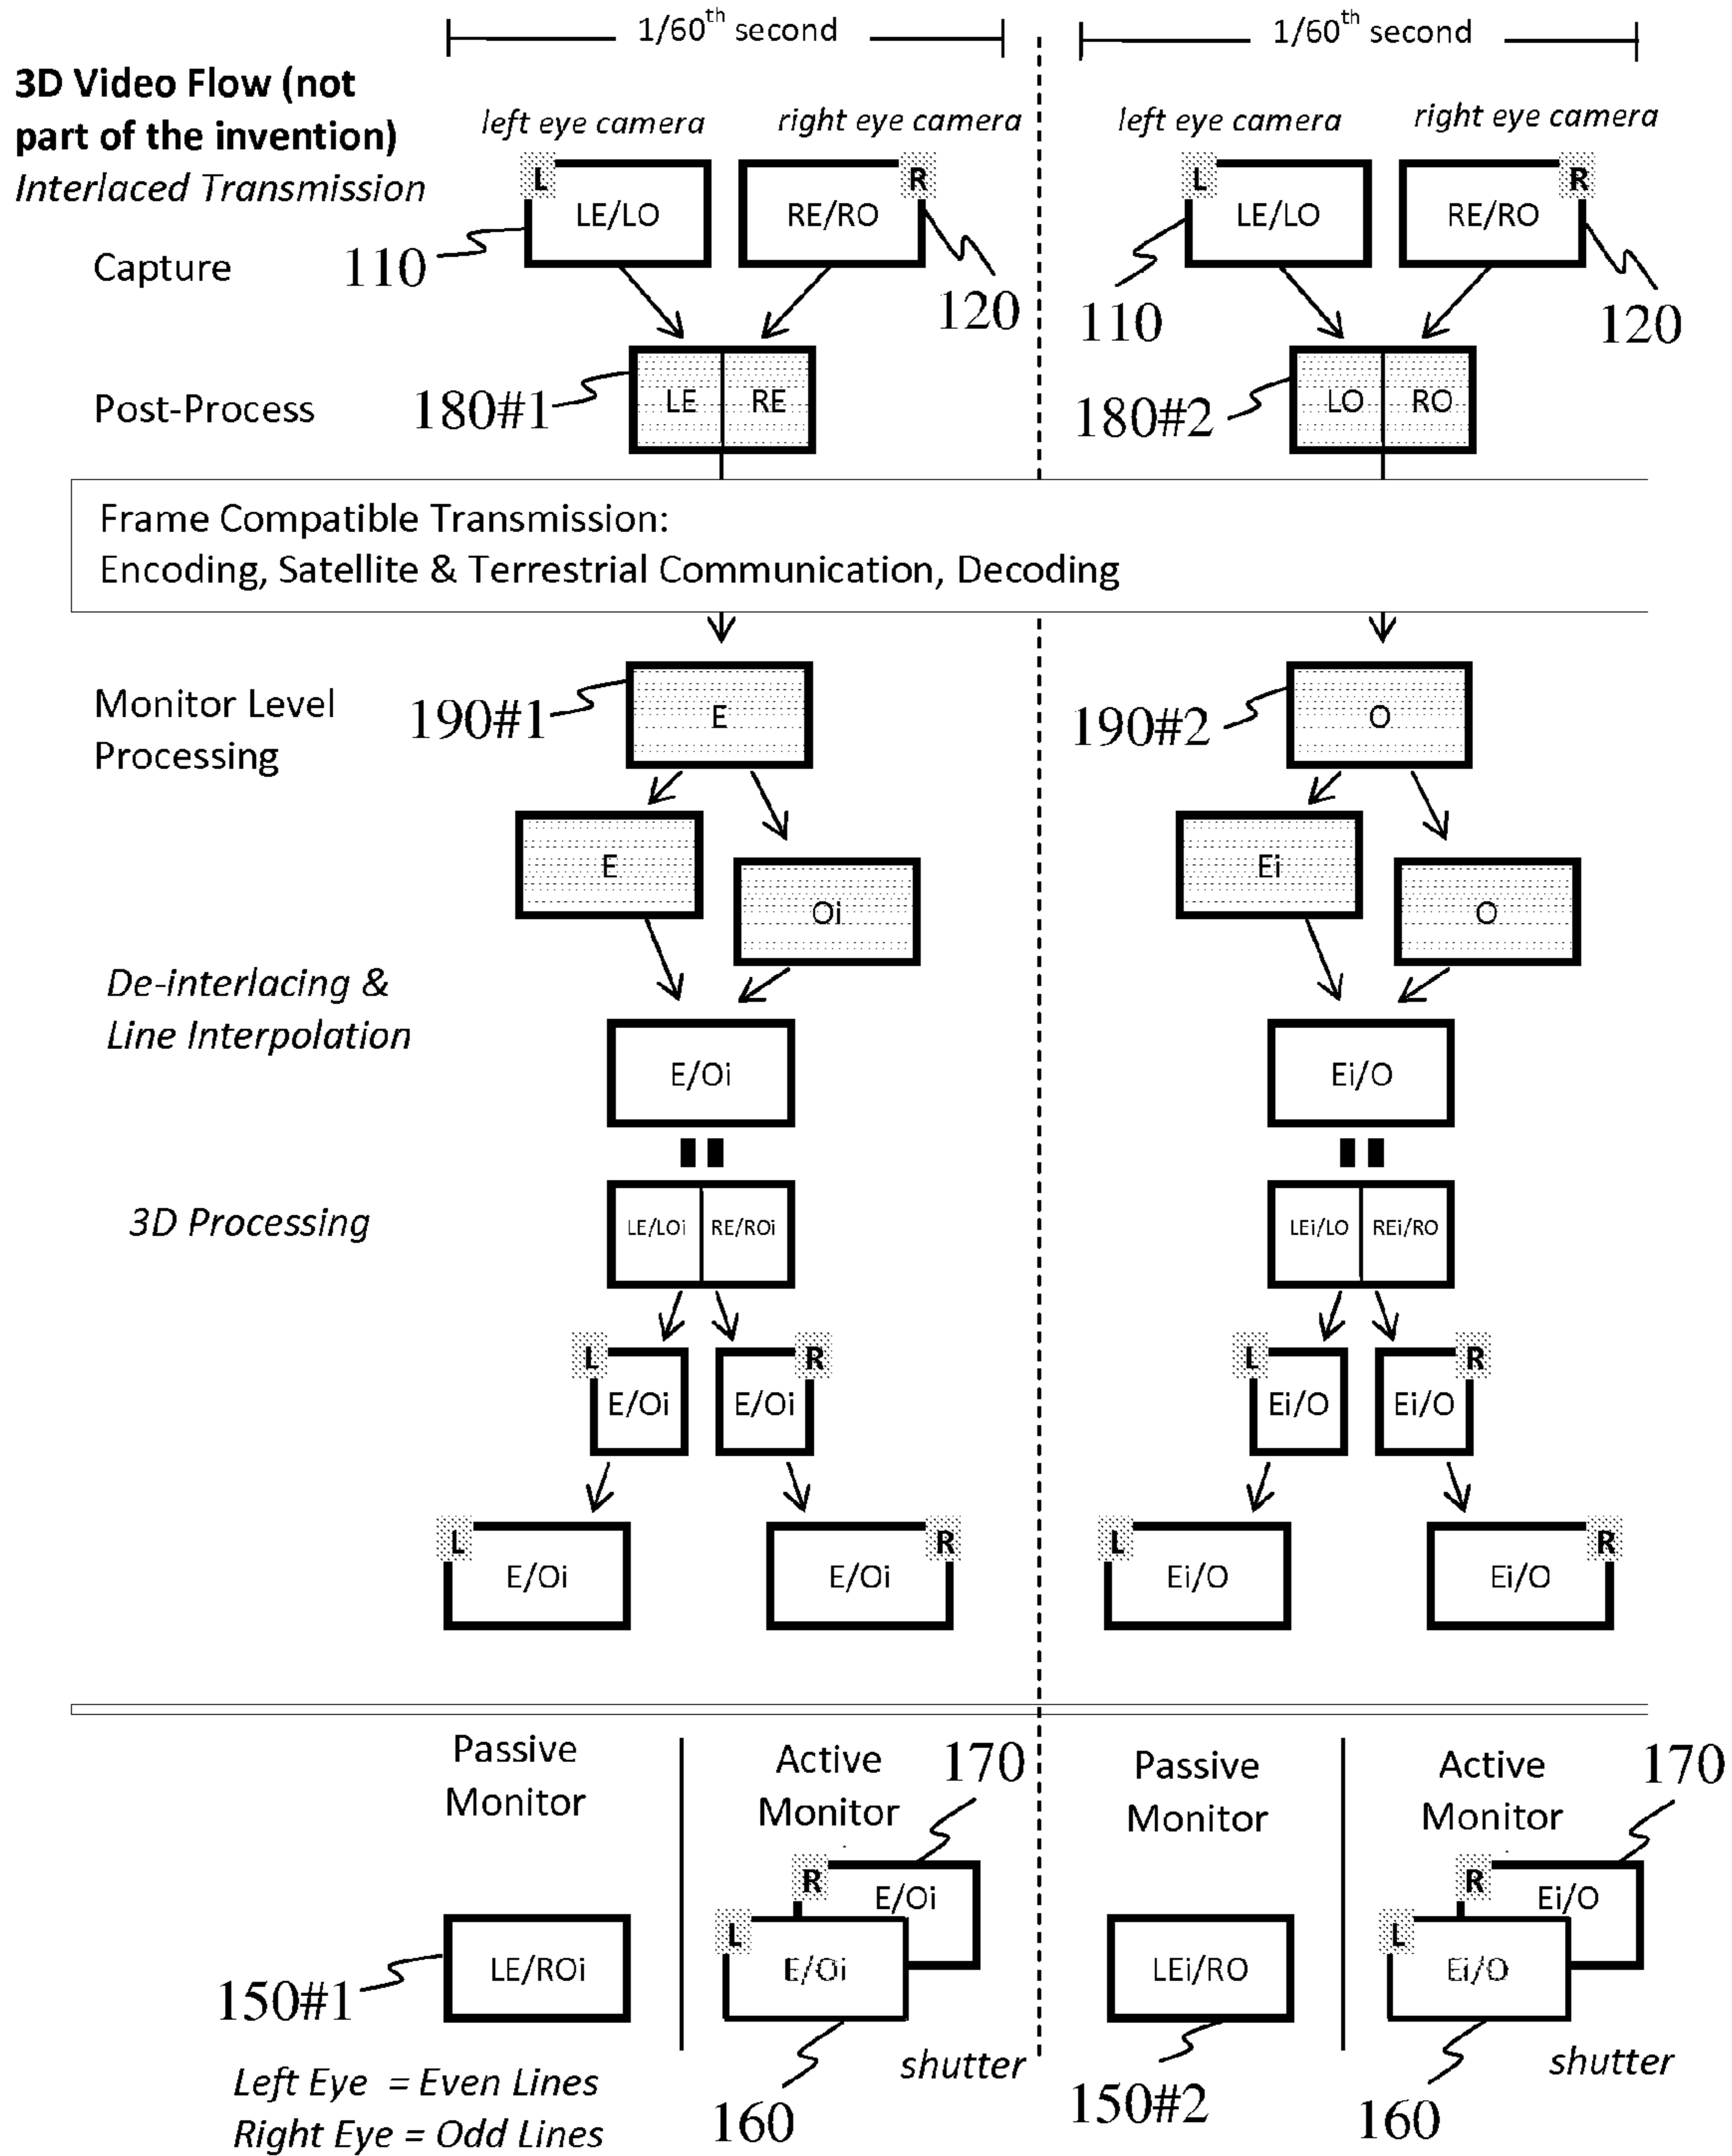 1/60th second
1/60th second
3D Video Flow (not
part of the invention)
Interlaced Transmission
left eye camera
right eye camera
left eye camera
right eye camera
L
R
L
R
LE/LO
RE/RO
LE/LO
RE/RO
Capture
110
120
110
120
Post-Process
180#1
LE
RE
180#2
LO
RO
Frame Compatible Transmission:
Encoding, Satellite & Terrestrial Communication, Decoding
Monitor Level
Processing
190#1
E
190#2
O
E
Oi
Ei
O
De-interlacing &
Line Interpolation
E/Oi
Ei/O
3D Processing
LE/LOi
RE/ROi
LEi/LO
REi/RO
L
R
L
R
E/Oi
E/Oi
Ei/O
Ei/O
L
R
L
R
E/Oi
E/Oi
Ei/O
Ei/O
Passive
Monitor
Active
Monitor
170
Passive
Monitor
Active
Monitor
170
R
E/Oi
R
Ei/O
L
L
LE/ROi
E/Oi
LEi/RO
Ei/O
150#1
shutter
shutter
Left Eye = Even Lines
Right Eye = Odd Lines
160
150#2
160